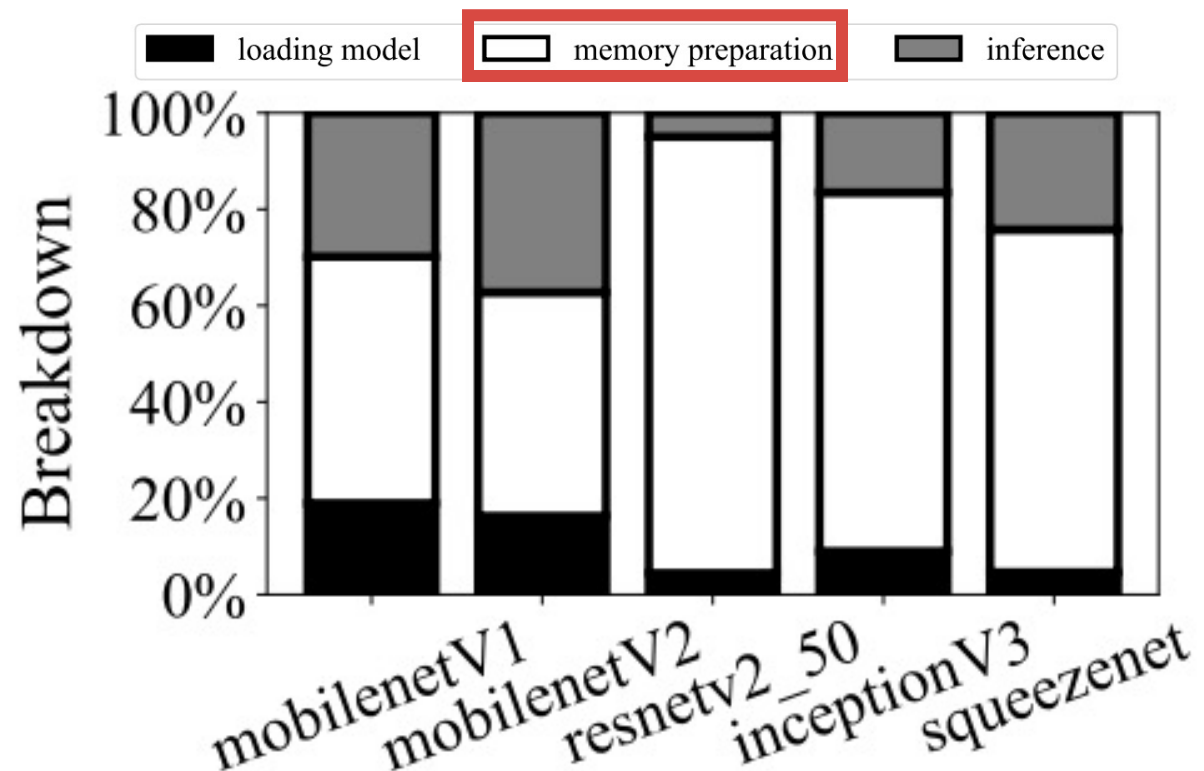 loading model
memory preparation
inference
100%
80%
60%
40%
20%
0%
Breakdown
mobilenetV1
mobilenetV2
resnetv2_50
inceptionV3
squeezenet